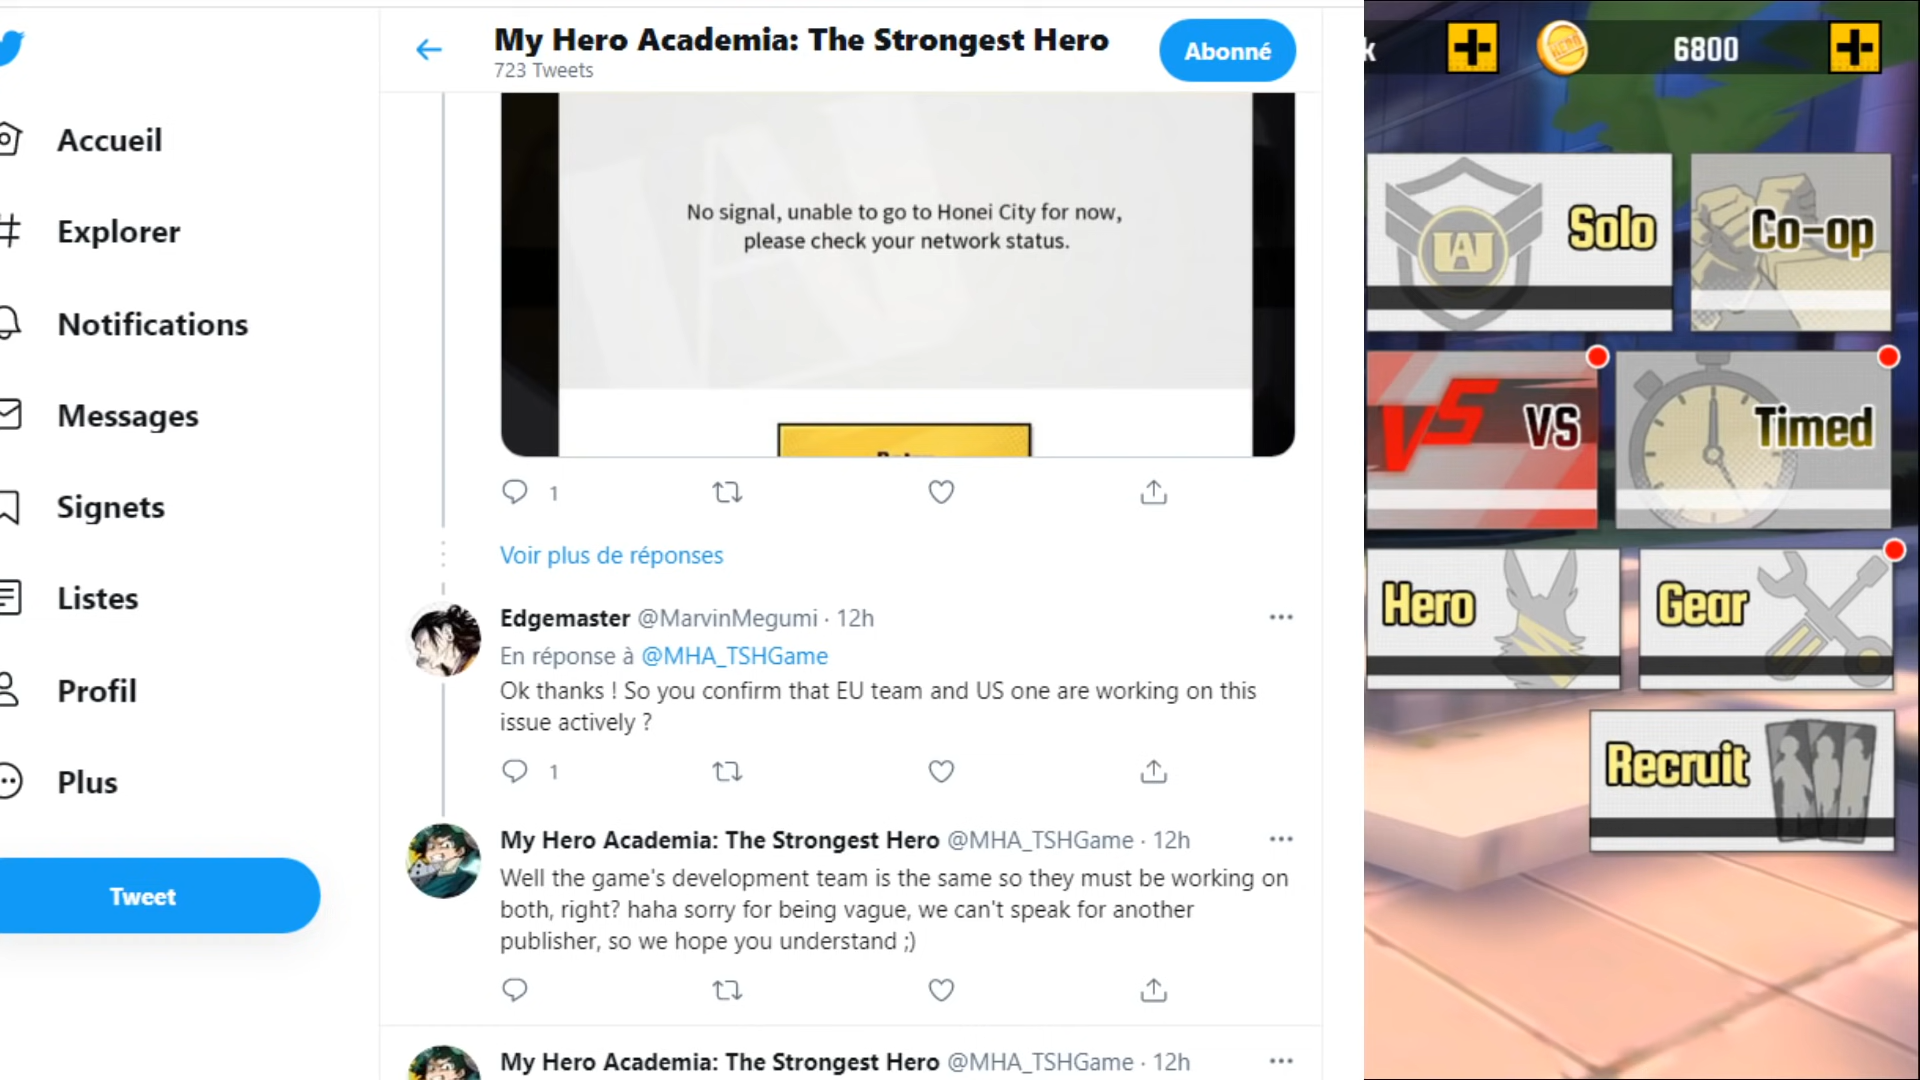 My Hero Academia: The Strongest Hero
723 Tweets
Abonné
Accueil
Explorer
Notifications
Messages
Signets
Listes
Profil
Plus
Tweet
No signal, unable to go to Honei City for now,
please check your network status.
1
Voir plus de réponses
Edgemaster @MarvinMegumi · 12h
En réponse à @MHA_TSHGame
Ok thanks ! So you confirm that EU team and US one are working on this
issue actively ?
1
My Hero Academia: The Strongest Hero @MHA_TSHGame · 12h
Well the game's development team is the same so they must be working on
both, right? haha sorry for being vague, we can't speak for another
publisher, so we hope you understand ;)
My Hero Academia: The Strongest Hero @MHA_TSHGame · 12h
k
HERO
6800
Solo
Co-op
VS
VS
Timed
Hero
Gear
Recruit